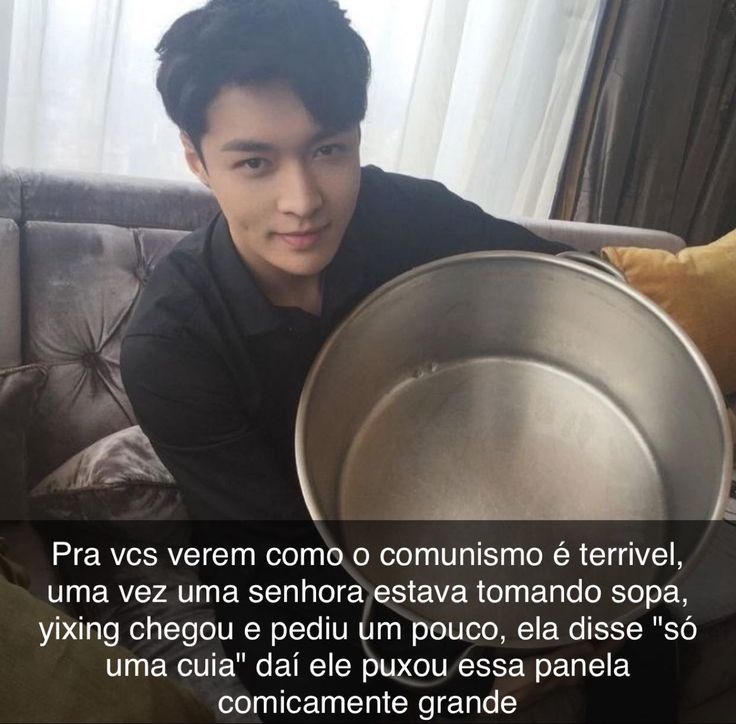 Pra vcs verem como o comunismo é terrivel,
uma vez uma senhora estava tomando sopa,
yixing chegou e pediu um pouco, ela disse "só
uma cuia" daí ele puxou essa panela
comicamente grande